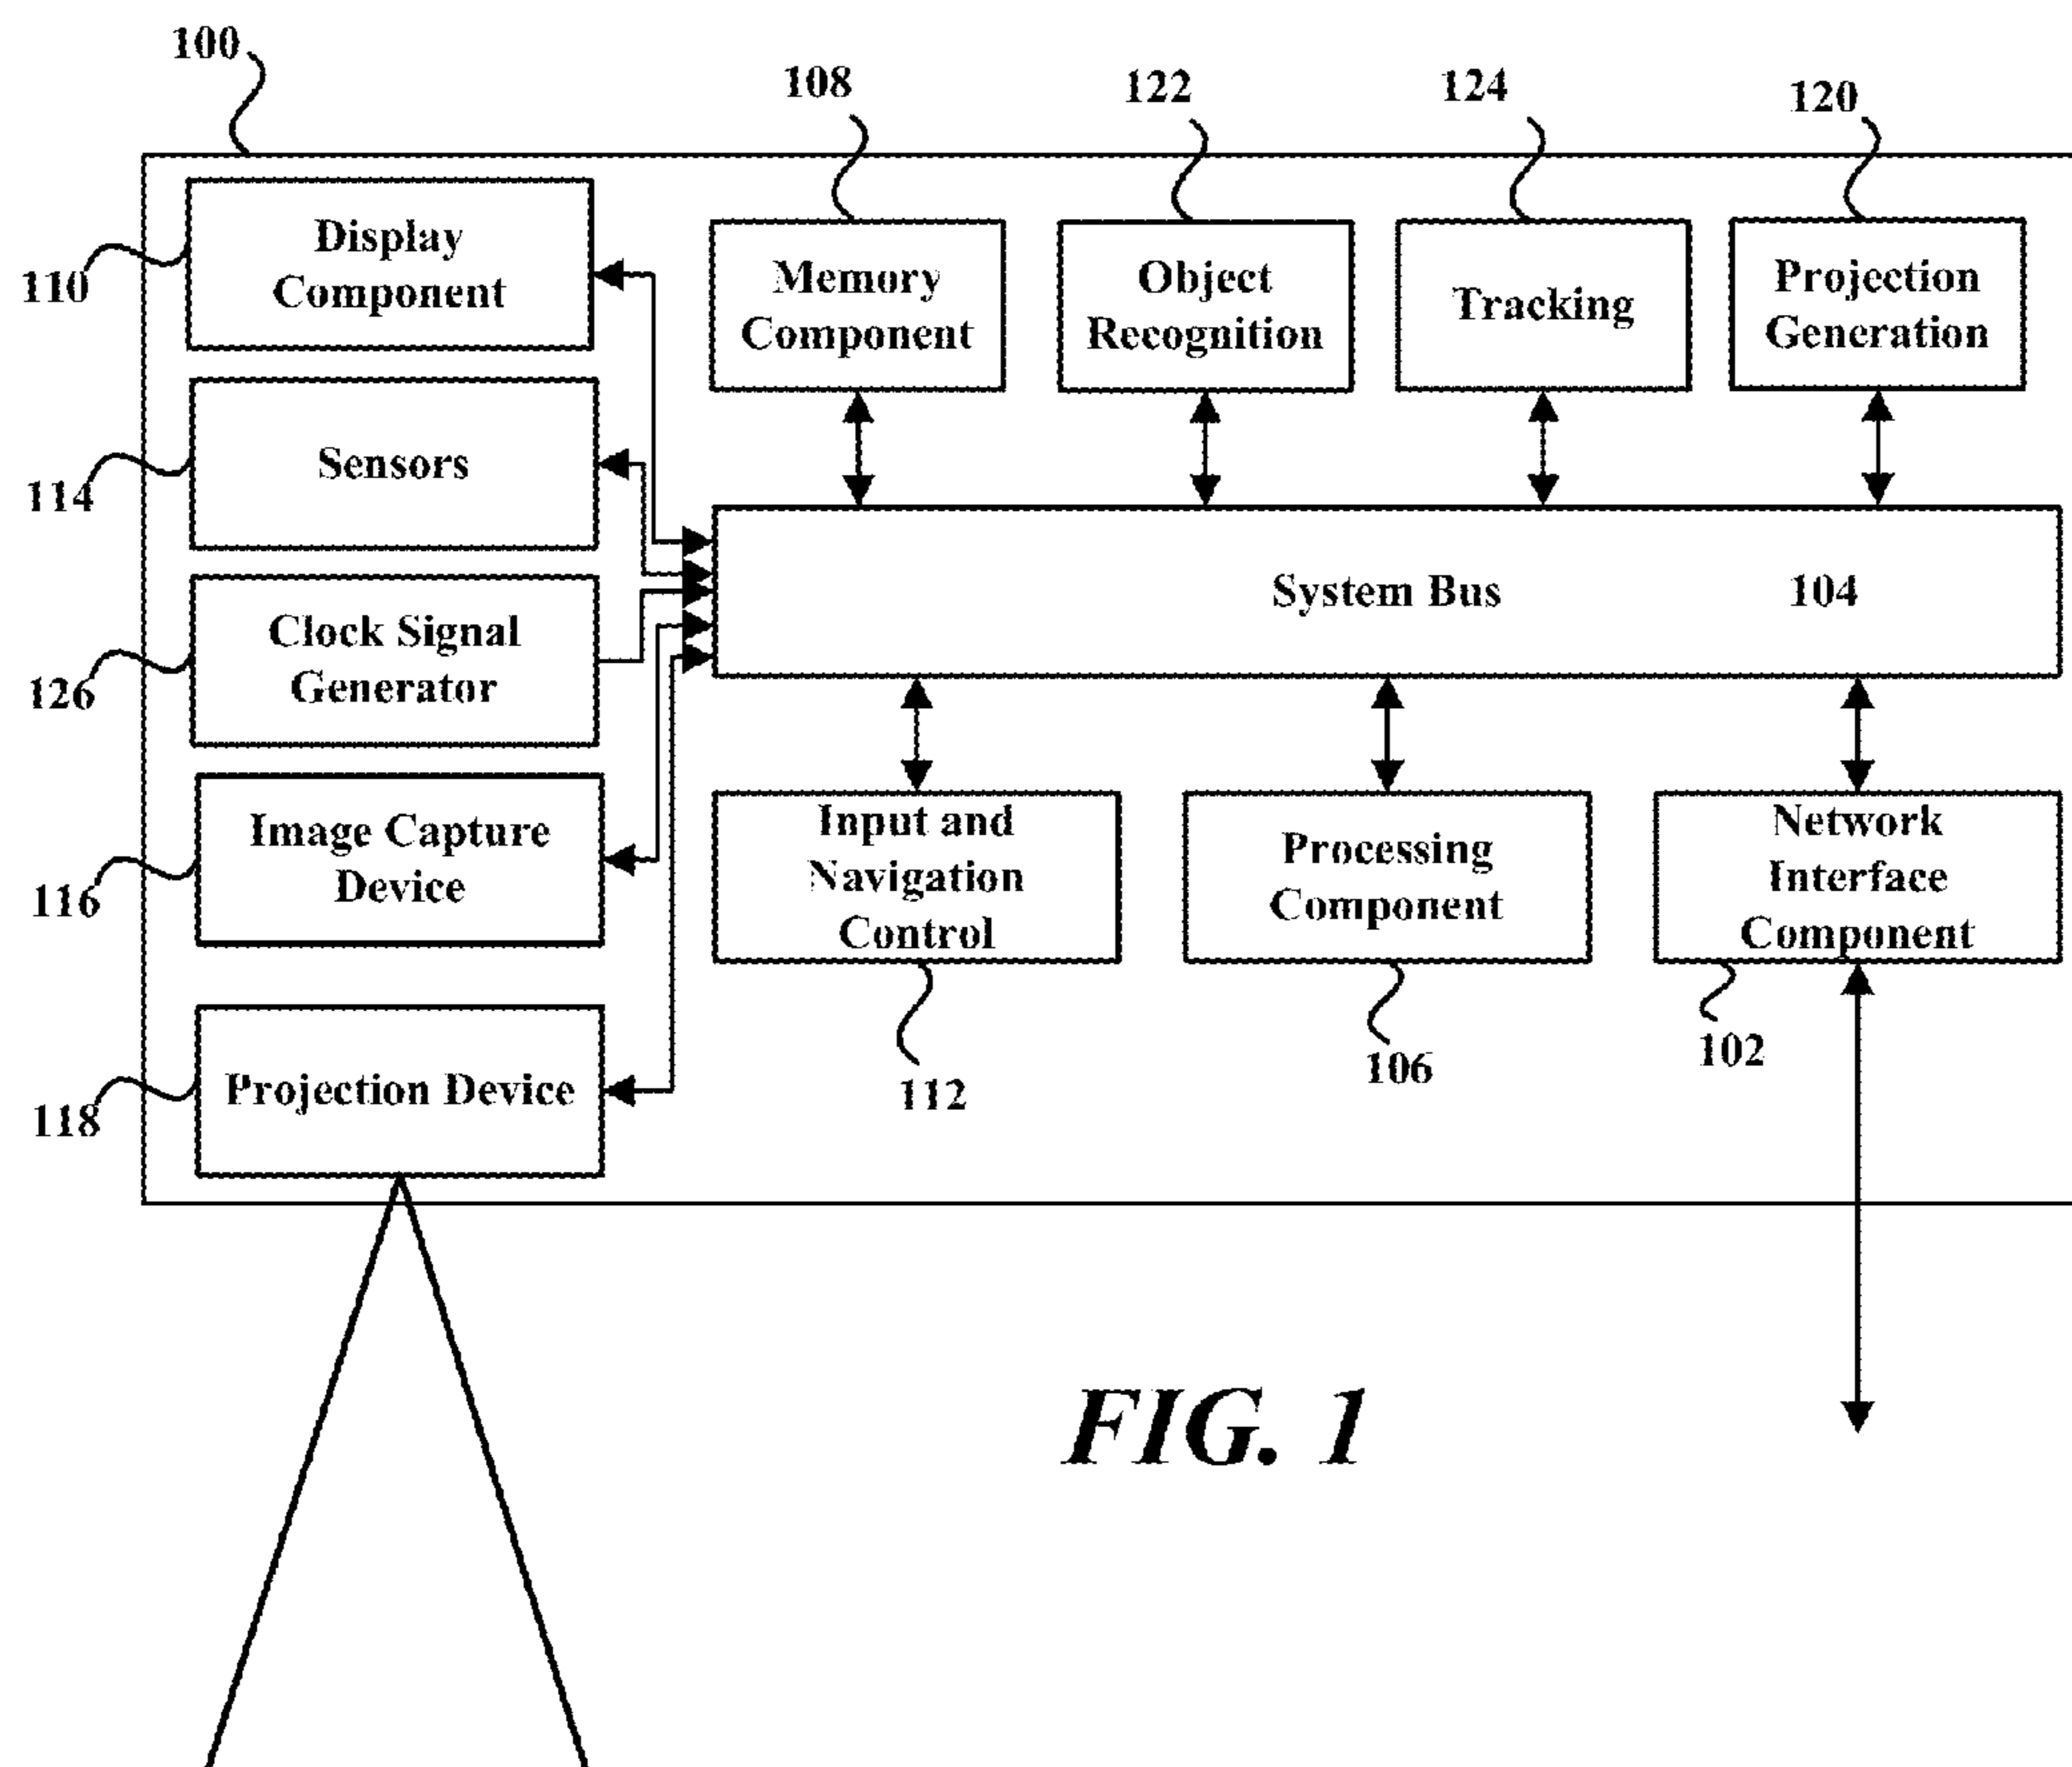 100
108
122
124
120
110
Display
Component
Memory
Component
Object
Recognition
Tracking
Projection
Generation
114
Sensors
System Bus
104
126
Clock Signal
Generator
116
Image Capture
Device
Input and
Navigation
Control
Processing
Component
Network
Interface
Component
112
106
102
118
Projection Device
FIG. 1